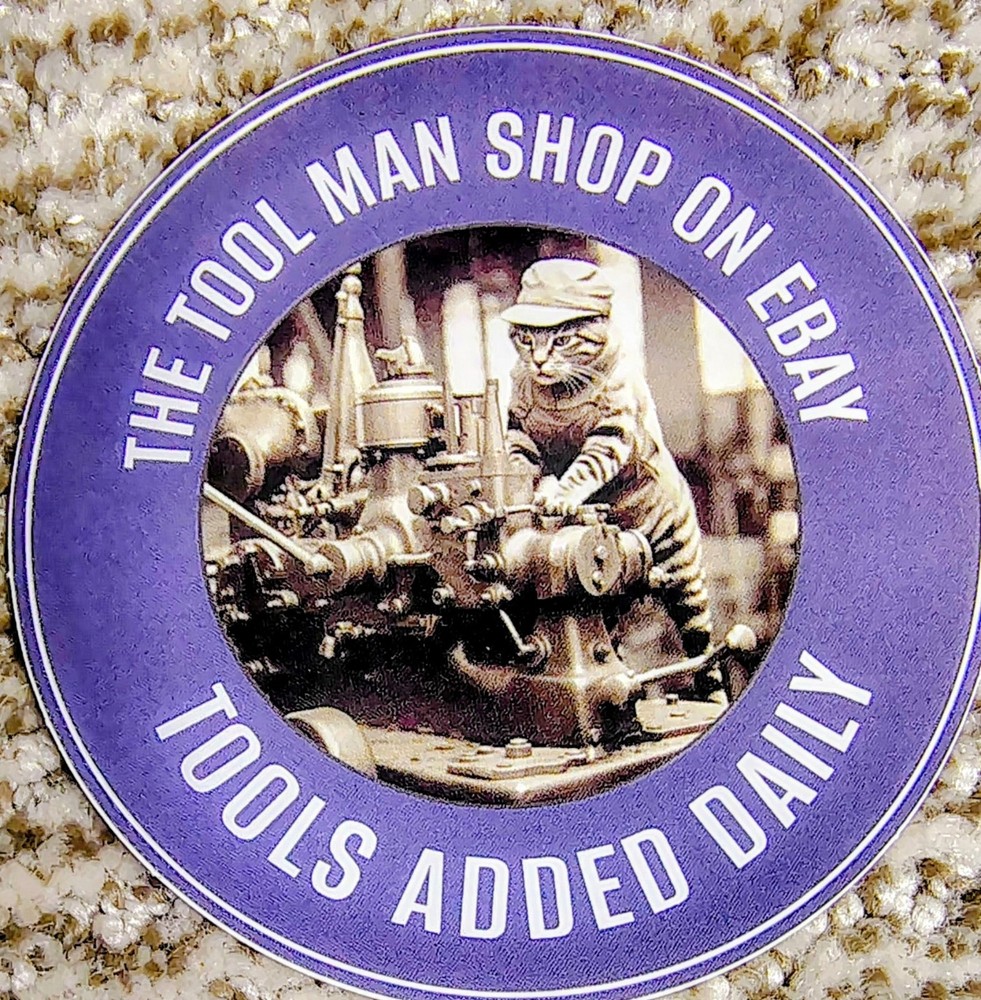 THE TOOL MAN SHOP ON EBAY
TOOLS ADDED DAILY